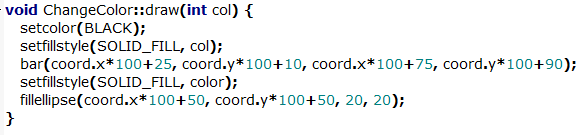 void ChangeColor::draw(int col) {
setcolor(BLACK);
setfillstyle(SOLID_FILL, col);
bar(coord.x*100+25, coord.y*100+10, coord.x*100+75, coord.y*100+90);
setfillstyle(SOLID_FILL, color);
fillellipse(coord.x*100+50, coord.y*100+50, 20, 20);
}